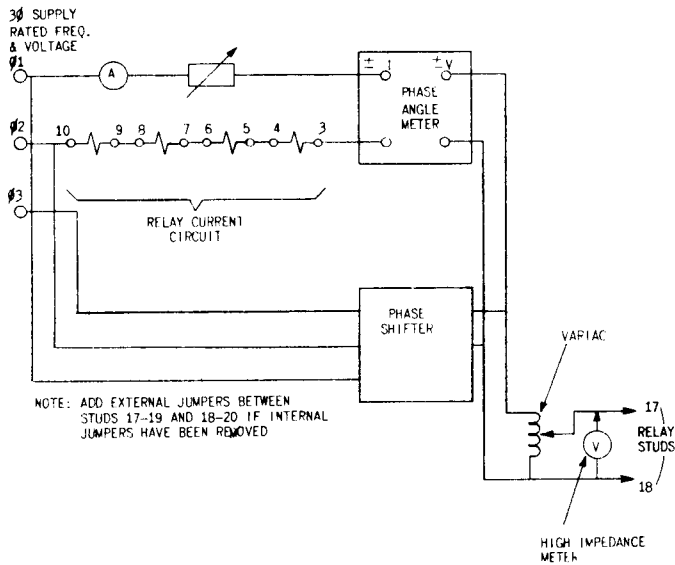 3Ø SUPPLY
RATED FREQ.
& VOLTAGE
Ø1
A
± I
± V
PHASE
ANGLE
METER
Ø2
10 9 8 7 6 5 4 3
Ø3
RELAY CURRENT
CIRCUIT
PHASE
SHIFTER
VARIAC
NOTE: ADD EXTERNAL JUMPERS BETWEEN
STUDS 17-19 AND 18-20 IF INTERNAL
JUMPERS HAVE BEEN REMOVED
17
RELAY
STUDS
V
18
HIGH IMPEDANCE
METER